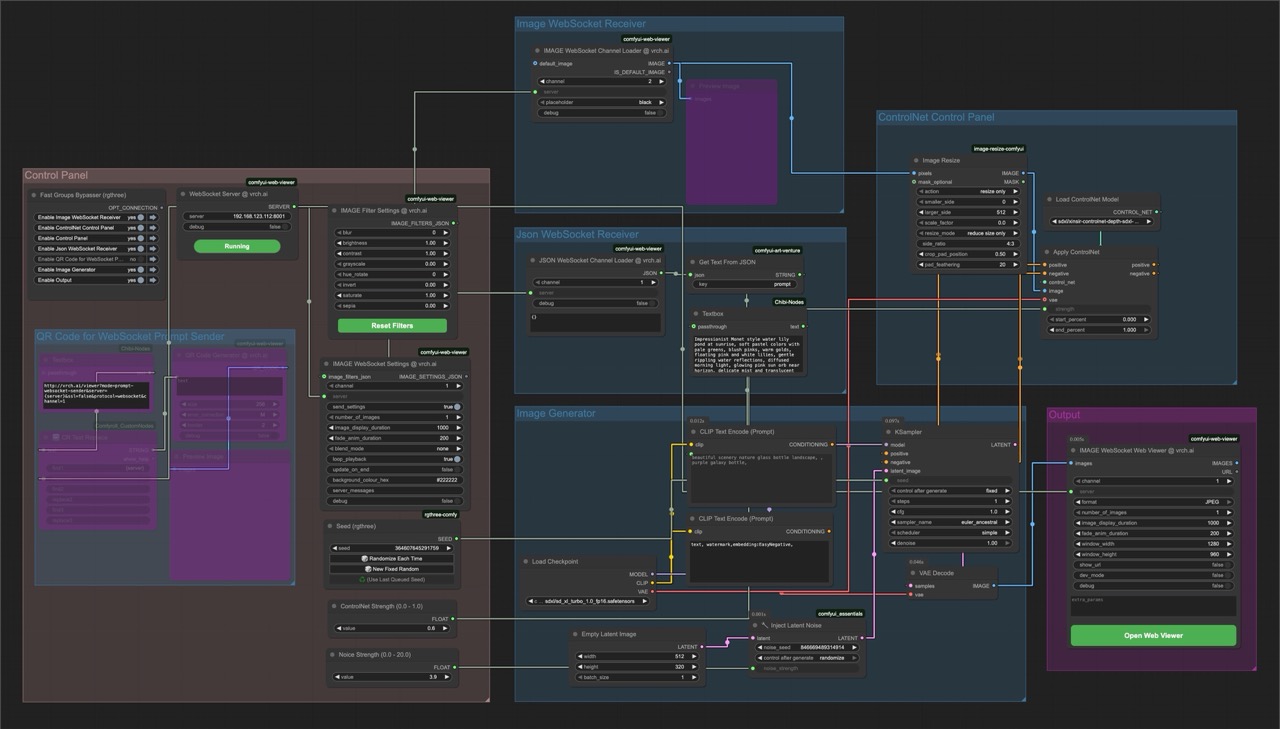 Control Panel
Fast Groups Bypasser (rgthree)
OPT_CONNECTION
Enable Image WebSocket Receiver yes
Enable ControlNet Control Panel yes
Enable Control Panel yes
Enable Json WebSocket Receiver yes
Enable QR Code for WebSocket P... no
Enable Image Generator yes
Enable Output yes
comfyui-web-viewer
WebSocket Server @ vrch.ai
SERVER
server 192.168.123.112:8001
debug false
Running
comfyui-web-viewer
IMAGE Filter Settings @ vrch.ai
IMAGE_FILTERS_JSON
blur 0
brightness 1.00
contrast 1.00
grayscale 0.00
hue_rotate 0
invert 0.00
saturate 1.00
sepia 0.00
Reset Filters
QR Code for WebSocket Prompt Sender
http://vrch.ai/viewer?mode=prompt-
websocket-sender&server=
{server}&ssl=false&protocol=websocket&c
hannel=1
comfyui-web-viewer
IMAGE WebSocket Settings @ vrch.ai
image_filters_json IMAGE_SETTINGS_JSON
channel 1
server
send_settings true
number_of_images 1
image_display_duration 1000
fade_anim_duration 200
blend_mode none
loop_playback true
update_on_end false
background_colour_hex #222222
server_messages
debug false
rgthree-comfy
Seed (rgthree)
SEED
seed 364607645291759
Randomize Each Time
New Fixed Random
(Use Last Queued Seed)
ControlNet Strength (0.0 - 1.0)
FLOAT
value 0.6
Noise Strength (0.0 - 20.0)
FLOAT
value 3.9
Image WebSocket Receiver
comfyui-web-viewer
IMAGE WebSocket Channel Loader @ vrch.ai
default_image IMAGE
IS_DEFAULT_IMAGE
channel 2
server
placeholder black
debug false
Preview Image
images
Json WebSocket Receiver
comfyui-web-viewer
JSON WebSocket Channel Loader @ vrch.ai
JSON
channel 1
server
debug false
{}
comfyui-art-venture
Get Text From JSON
json STRING
key prompt
Chibi-Nodes
Textbox
passthrough text
Depressionist Monet style water lily
pond at sunrise, soft pastel colors with
pale greens, blush pinks, warm golds,
floating pink and white lilies, gentle
rippling water reflections, diffused
morning light, glowing pink sun orb near
horizon, delicate mist and translucent
Image Generator
0.012s
CLIP Text Encode (Prompt)
clip CONDITIONING
beautiful scenery nature glass bottle landscape, ,
purple galaxy bottle,
CLIP Text Encode (Prompt)
clip CONDITIONING
text, watermark,embedding:EasyNegative,
Load Checkpoint
MODEL
CLIP
VAE
sdxl/sd_xl_turbo_1.0_fp16.safetensors
Empty Latent Image
LATENT
width 512
height 320
batch_size 1
0.001s
comfyui_essentials
Inject Latent Noise
latent LATENT
noise_seed 846669489314914
control after generate randomize
noise_strength
0.097s
KSampler
model LATENT
positive
negative
latent_image
seed
control after generate fixed
steps 1
cfg 1.0
sampler_name euler_ancestral
scheduler simple
denoise 1.00
0.046s
VAE Decode
samples IMAGE
vae
ControlNet Control Panel
image-resize-comfyui
Image Resize
pixels IMAGE
mask_optional MASK
action resize only
smaller_side 0
larger_side 512
scale_factor 0.0
resize_mode reduce size only
side_ratio 4:3
crop_pad_position 0.50
pad_feathering 20
Load ControlNet Model
CONTROL_NET
sdxl/xinsir-controlnet-depth-sdxl-...
Apply ControlNet
positive positive
negative negative
control_net
image
vae
strength
start_percent 0.000
end_percent 1.000
Output
comfyui-web-viewer
IMAGE WebSocket Web Viewer @ vrch.ai
images IMAGES
URL
channel 1
server
format JPEG
number_of_images 1
image_display_duration 1000
fade_anim_duration 200
window_width 1280
window_height 960
show_url false
dev_mode false
debug false
extra_params
Open Web Viewer